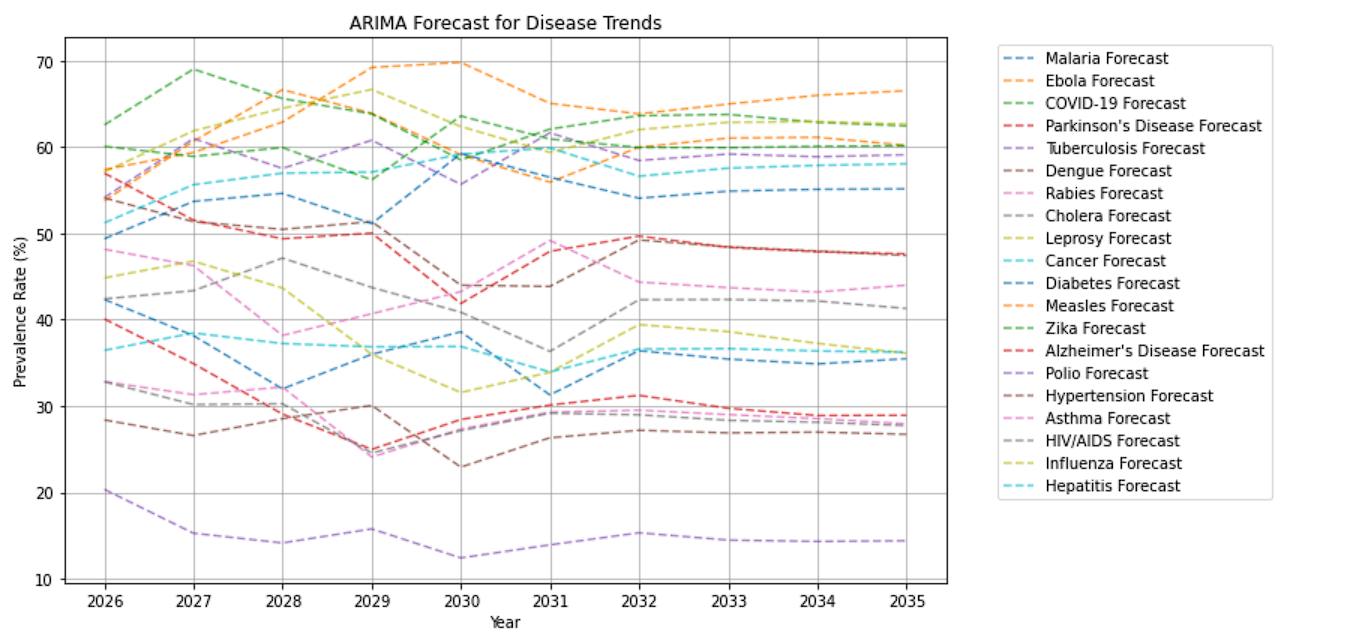 ARIMA Forecast for Disease Trends
Prevalence Rate (%)
70
60
50
40
30
20
10
2026 2027 2028 2029 2030 2031 2032 2033 2034 2035
Year
Malaria Forecast
Ebola Forecast
COVID-19 Forecast
Parkinson's Disease Forecast
Tuberculosis Forecast
Dengue Forecast
Rabies Forecast
Cholera Forecast
Leprosy Forecast
Cancer Forecast
Diabetes Forecast
Measles Forecast
Zika Forecast
Alzheimer's Disease Forecast
Polio Forecast
Hypertension Forecast
Asthma Forecast
HIV/AIDS Forecast
Influenza Forecast
Hepatitis Forecast